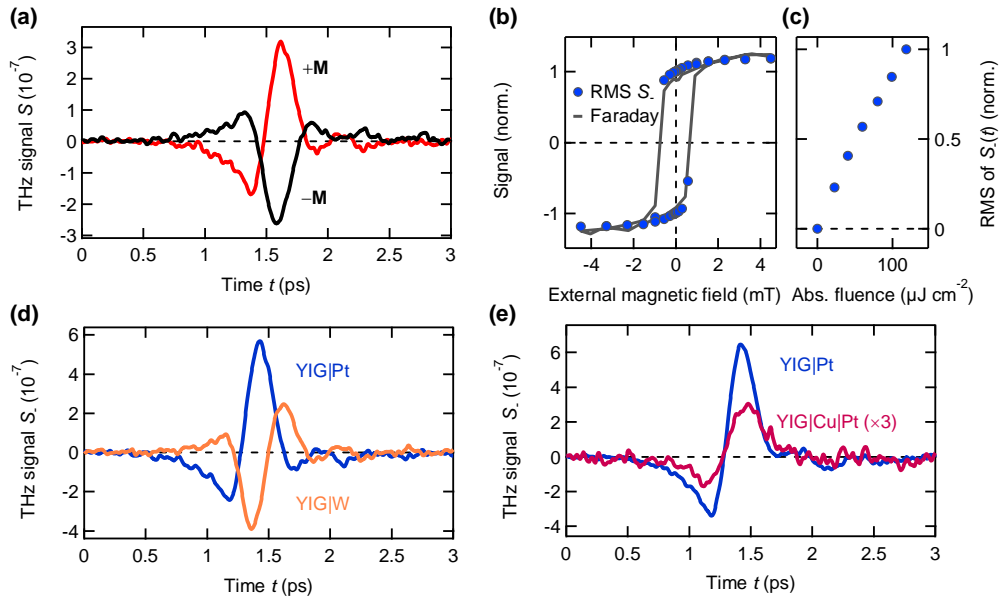 (a)
THz signal S (10⁻⁷)
3
2
1
0
-1
-2
-3
+M
−M
0
0.5
1
1.5
2
2.5
3
Time t (ps)
(b)
Signal (norm.)
1
0
-1
RMS S₋
Faraday
-4
-2
0
2
4
External magnetic field (mT)
(c)
1
0.5
0
RMS of S₋(t) (norm.)
0
100
Abs. fluence (µJ cm⁻²)
(d)
THz signal S₋ (10⁻⁷)
6
4
2
0
-2
-4
YIG|Pt
YIG|W
0
0.5
1
1.5
2
2.5
3
Time t (ps)
(e)
THz signal S₋ (10⁻⁷)
6
4
2
0
-2
-4
YIG|Pt
YIG|Cu|Pt (×3)
0
0.5
1
1.5
2
2.5
3
Time t (ps)